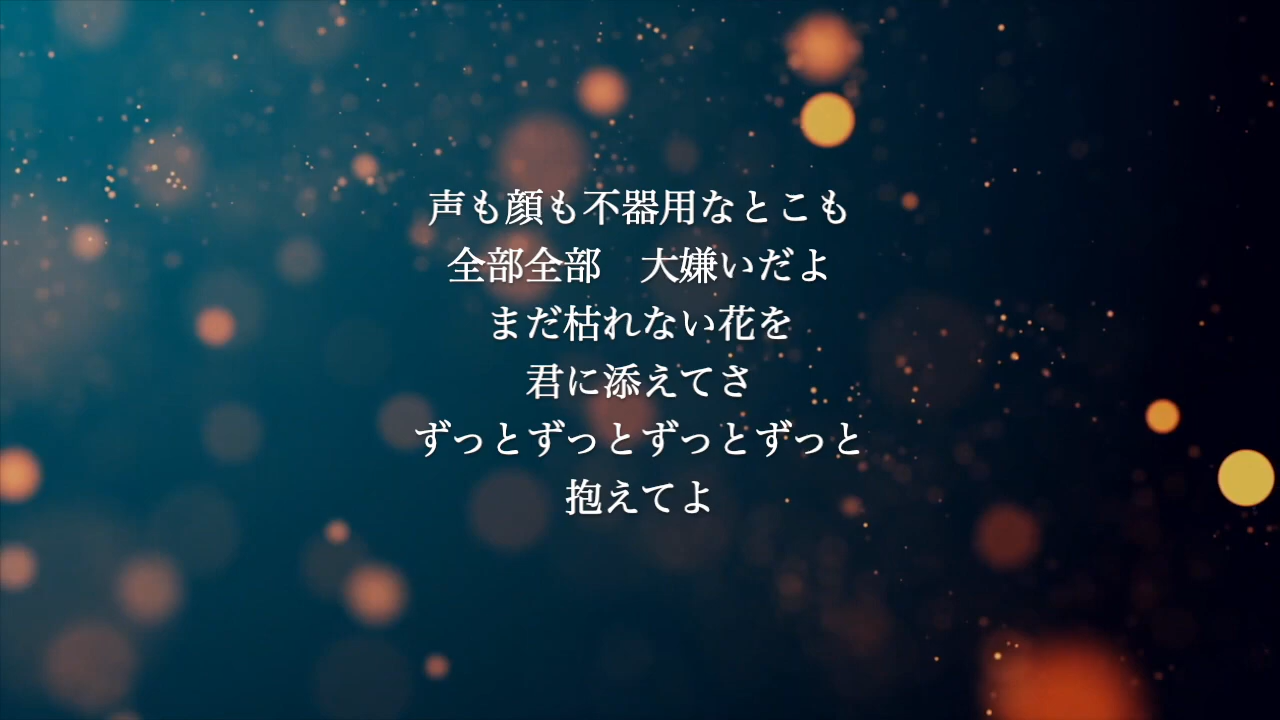 声も顔も不器用なとこも
全部全部　大嫌いだよ
まだ枯れない花を
君に添えてさ
ずっとずっとずっとずっと
抱えてよ